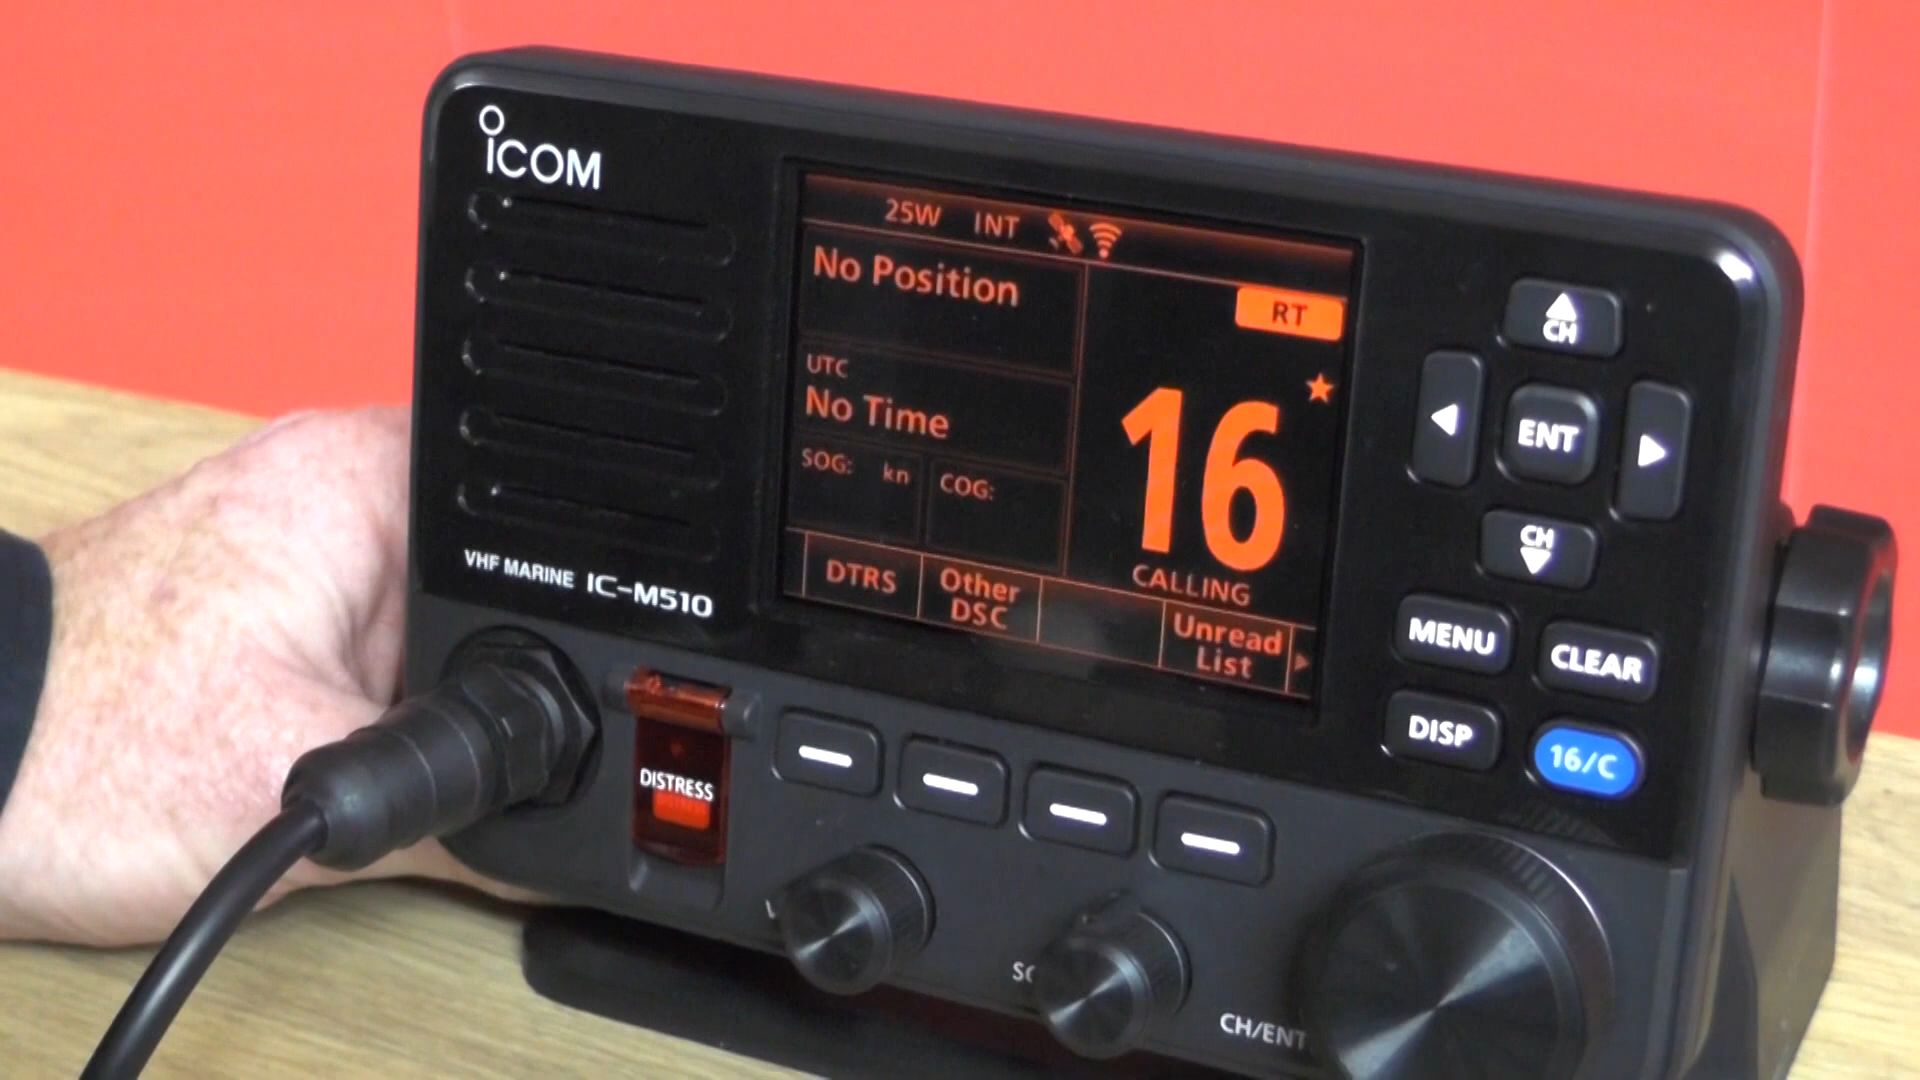 ICOM
25W INT
No Position
RT
UTC
No Time
SOG: kn COG:
16
CALLING
DTRS
Other
DSC
Unread
List
VHF MARINE IC-M510
DISTRESS
CH
ENT
CH
MENU
CLEAR
DISP
16/C
CH/ENT